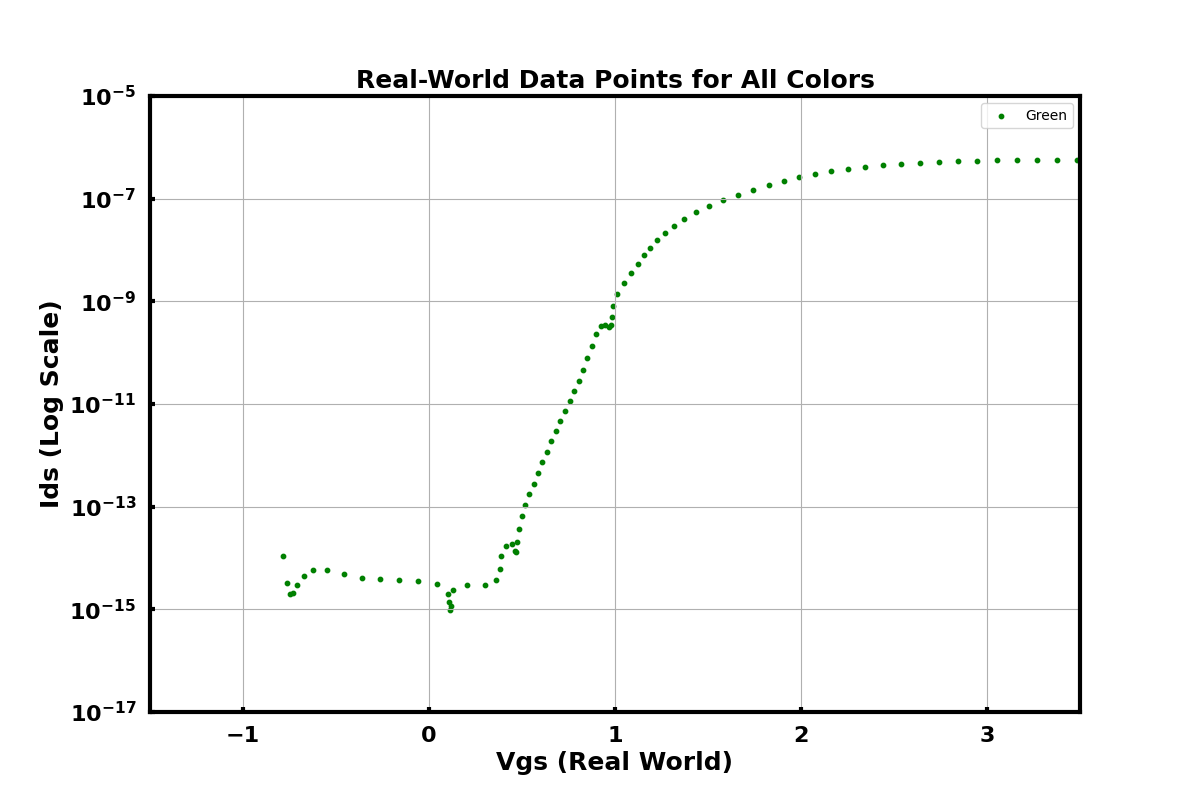 Real-World Data Points for All Colors
Green
10⁻⁵
10⁻⁷
10⁻⁹
10⁻¹¹
10⁻¹³
10⁻¹⁵
10⁻¹⁷
Ids (Log Scale)
−1 0 1 2 3
Vgs (Real World)